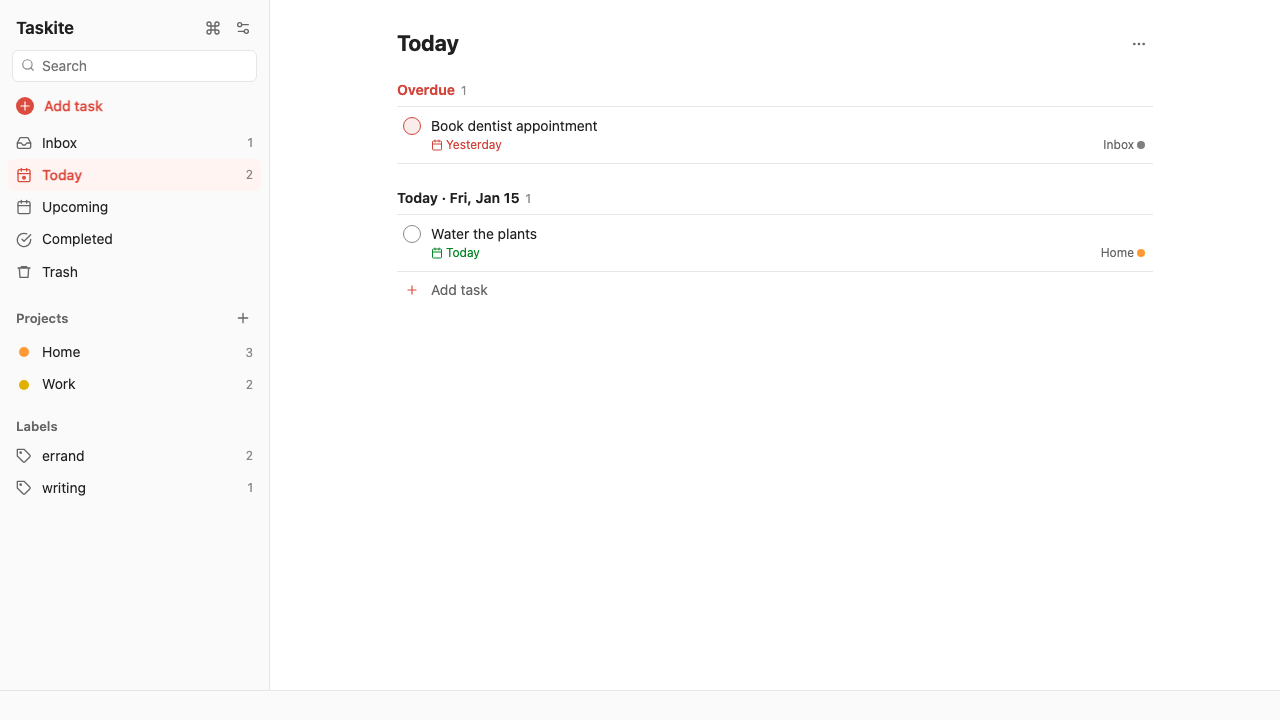 Taskite
Search
Add task
Inbox 1
Today 2
Upcoming
Completed
Trash
Projects
Home 3
Work 2
Labels
errand 2
writing 1
Today
Overdue 1
Book dentist appointment
Yesterday Inbox
Today · Fri, Jan 15 1
Water the plants
Today Home
Add task